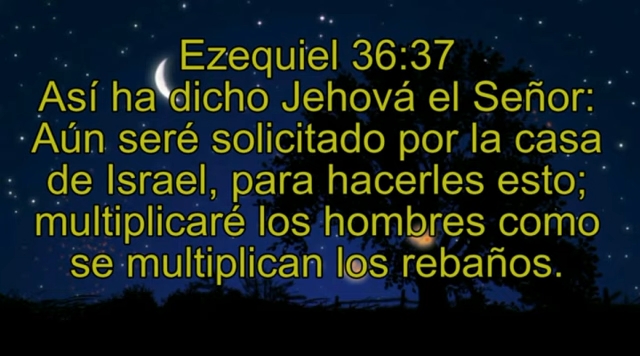 Ezequiel 36:37
Así ha dicho Jehová el Señor:
Aún seré solicitado por la casa
de Israel, para hacerles esto;
multiplicaré los hombres como
se multiplican los rebaños.